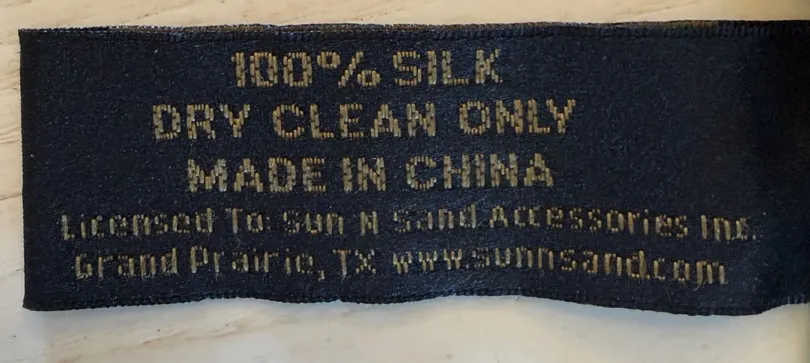 100% SILK
DRY CLEAN ONLY
MADE IN CHINA
Licensed To: Sun N Sand Accessories Inc.
Grand Prairie, TX www.sunnsand.com